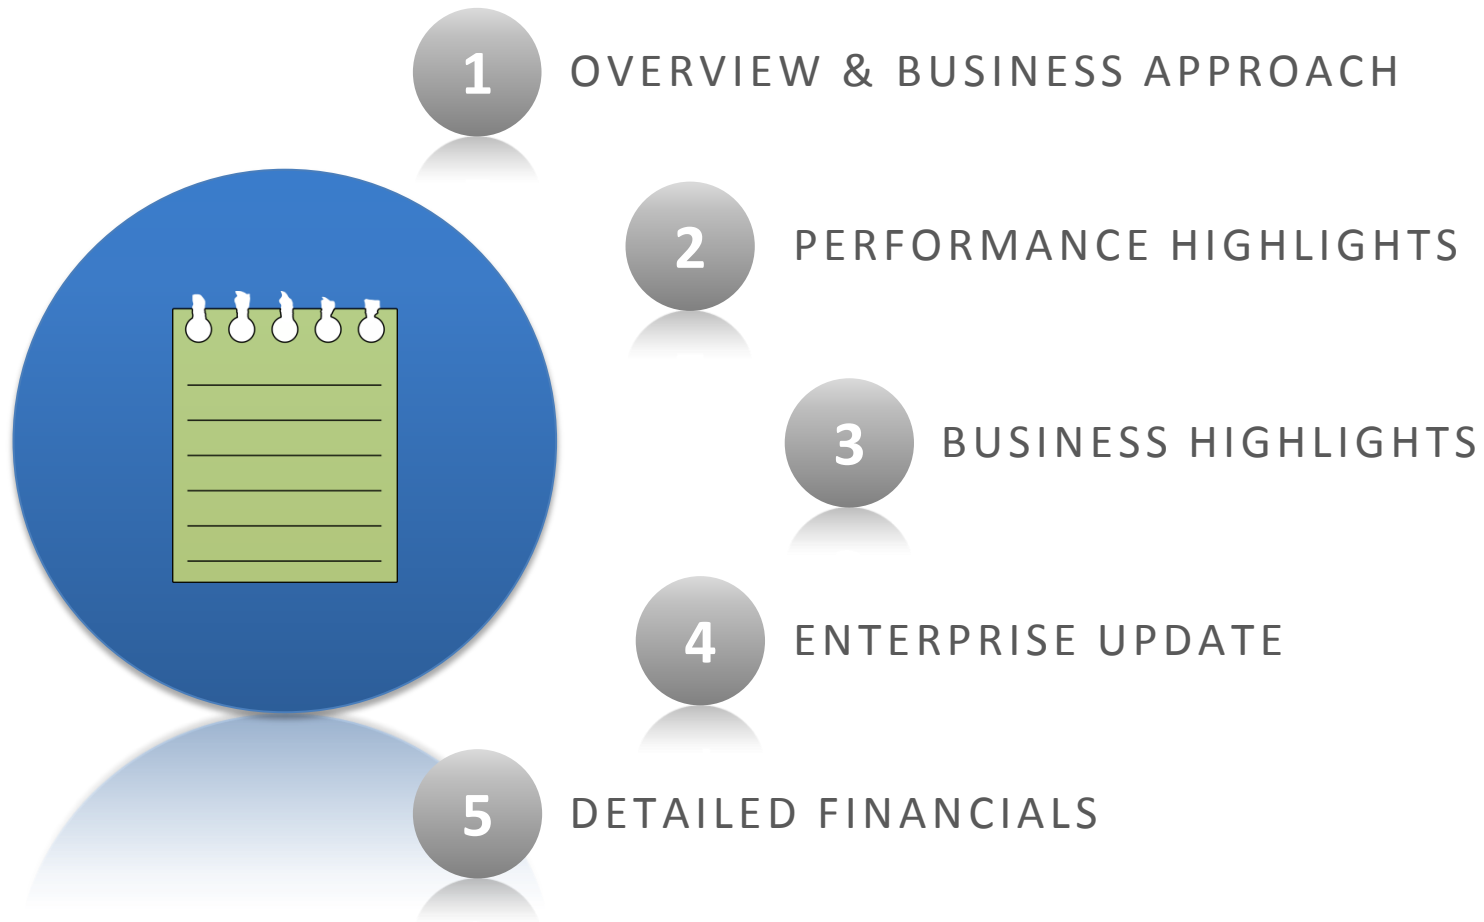 1 OVERVIEW & BUSINESS APPROACH
2 PERFORMANCE HIGHLIGHTS
3 BUSINESS HIGHLIGHTS
4 ENTERPRISE UPDATE
5 DETAILED FINANCIALS